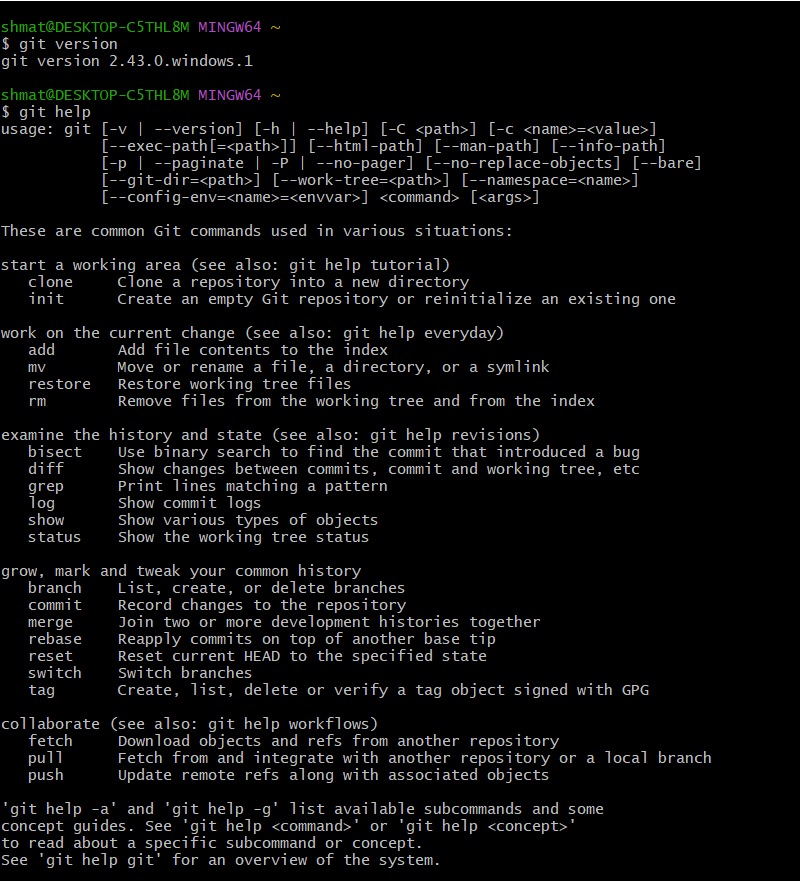 shmat@DESKTOP-C5THL8M MINGW64 ~
$ git version
git version 2.43.0.windows.1

shmat@DESKTOP-C5THL8M MINGW64 ~
$ git help
usage: git [-v | --version] [-h | --help] [-C <path>] [-c <name>=<value>]
           [--exec-path[=<path>]] [--html-path] [--man-path] [--info-path]
           [-p | --paginate | -P | --no-pager] [--no-replace-objects] [--bare]
           [--git-dir=<path>] [--work-tree=<path>] [--namespace=<name>]
           [--config-env=<name>=<envvar>] <command> [<args>]

These are common Git commands used in various situations:

start a working area (see also: git help tutorial)
   clone     Clone a repository into a new directory
   init      Create an empty Git repository or reinitialize an existing one

work on the current change (see also: git help everyday)
   add       Add file contents to the index
   mv        Move or rename a file, a directory, or a symlink
   restore   Restore working tree files
   rm        Remove files from the working tree and from the index

examine the history and state (see also: git help revisions)
   bisect    Use binary search to find the commit that introduced a bug
   diff      Show changes between commits, commit and working tree, etc
   grep      Print lines matching a pattern
   log       Show commit logs
   show      Show various types of objects
   status    Show the working tree status

grow, mark and tweak your common history
   branch    List, create, or delete branches
   commit    Record changes to the repository
   merge     Join two or more development histories together
   rebase    Reapply commits on top of another base tip
   reset     Reset current HEAD to the specified state
   switch    Switch branches
   tag       Create, list, delete or verify a tag object signed with GPG

collaborate (see also: git help workflows)
   fetch     Download objects and refs from another repository
   pull      Fetch from and integrate with another repository or a local branch
   push      Update remote refs along with associated objects

'git help -a' and 'git help -g' list available subcommands and some
concept guides. See 'git help <command>' or 'git help <concept>'
to read about a specific subcommand or concept.
See 'git help git' for an overview of the system.